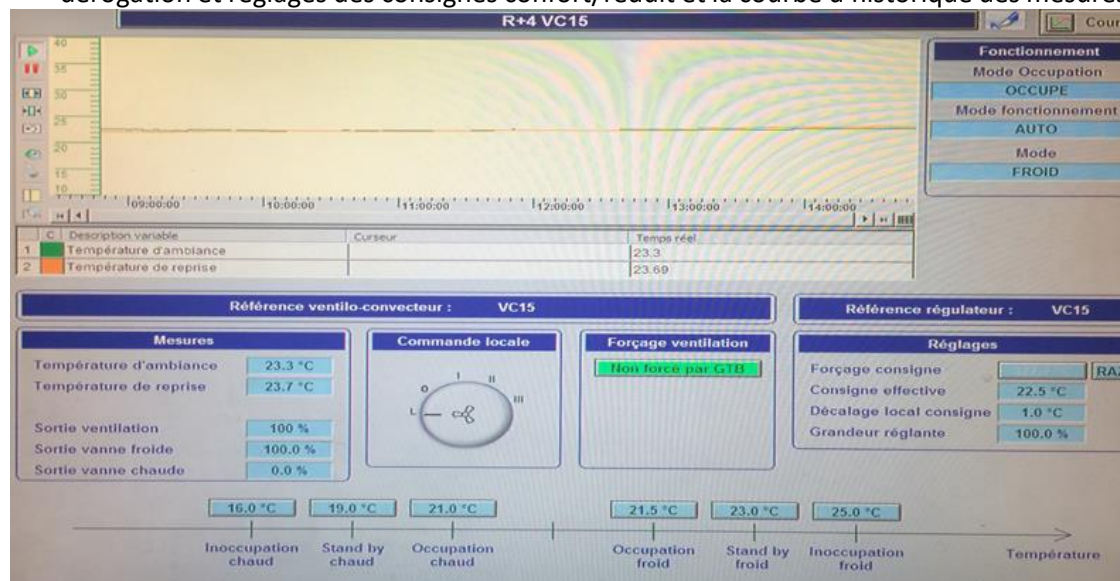 dérogation et réglages des consignes confort/réduit et la courbe d'historique des mesures
R+4 VC15
Cour
40
35
30
25
20
15
10
09:00:00 10:00:00 11:00:00 12:00:00 13:00:00 14:00:00
C Description variable Curseur Temps réel
1 Température d'ambiance 23.3
2 Température de reprise 23.69
Fonctionnement
Mode Occupation
OCCUPE
Mode fonctionnement
AUTO
Mode
FROID
Référence ventilo-convecteur : VC15
Référence régulateur : VC15
Mesures
Température d'ambiance 23.3 °C
Température de reprise 23.7 °C
Sortie ventilation 100 %
Sortie vanne froide 100.0 %
Sortie vanne chaude 0.0 %
Commande locale
L O I II III
Forçage ventilation
Non forcé par GTB
Réglages
Forçage consigne RAZ
Consigne effective 22.5 °C
Décalage local consigne 1.0 °C
Grandeur réglante 100.0 %
16.0 °C 19.0 °C 21.0 °C 21.5 °C 23.0 °C 25.0 °C
Inoccupation chaud
Stand by chaud
Occupation chaud
Occupation froid
Stand by froid
Inoccupation froid
Température